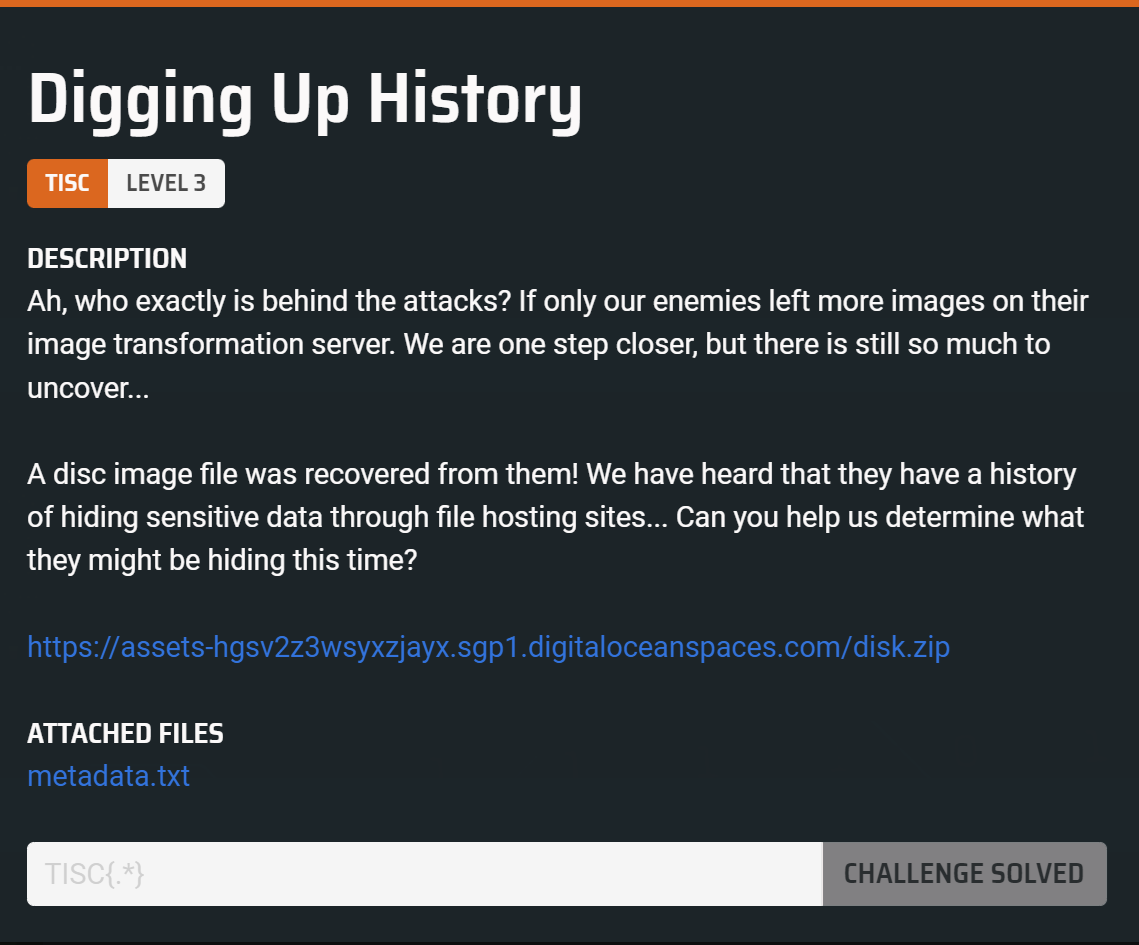 Digging Up History
TISC LEVEL 3
DESCRIPTION
Ah, who exactly is behind the attacks? If only our enemies left more images on their
image transformation server. We are one step closer, but there is still so much to
uncover...
A disc image file was recovered from them! We have heard that they have a history
of hiding sensitive data through file hosting sites... Can you help us determine what
they might be hiding this time?
https://assets-hgsv2z3wsyxzjayx.sgp1.digitaloceanspaces.com/disk.zip
ATTACHED FILES
metadata.txt
TISC{.*} CHALLENGE SOLVED